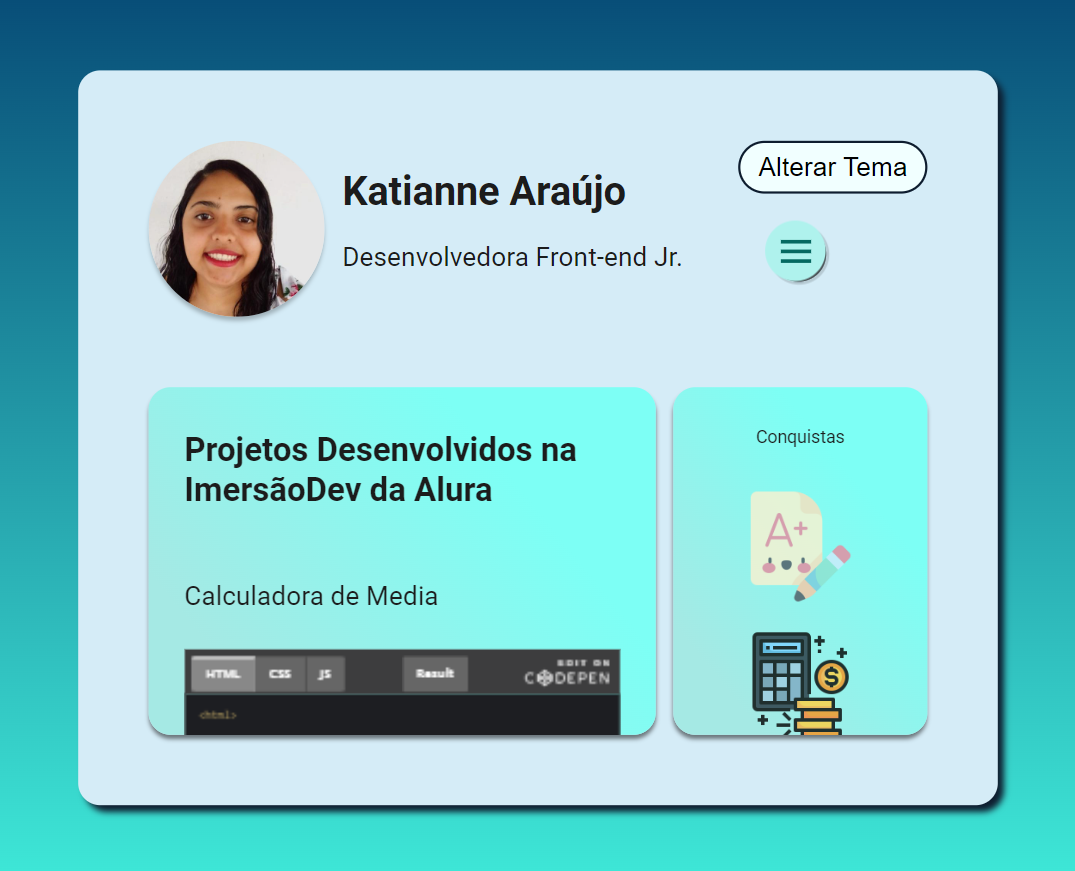 Alterar Tema
Katianne Araújo
Desenvolvedora Front-end Jr.
Projetos Desenvolvidos na
ImersãoDev da Alura
Calculadora de Media
HTML CSS JS Result EDIT ON
CODEPEN
<html>
Conquistas
A+
$